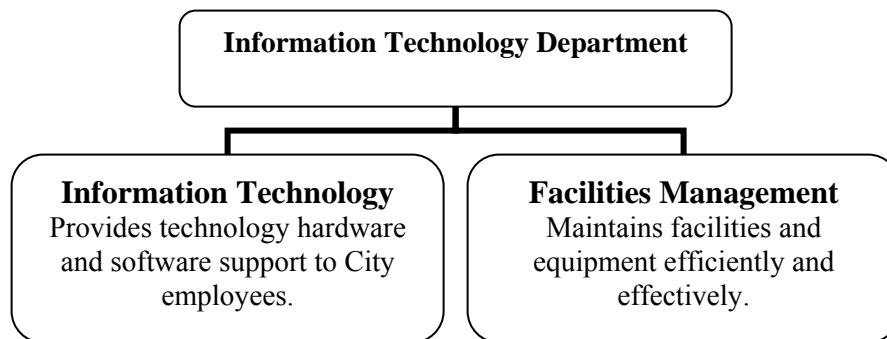 Information Technology Department
Information Technology
Provides technology hardware
and software support to City
employees.
Facilities Management
Maintains facilities and
equipment efficiently and
effectively.